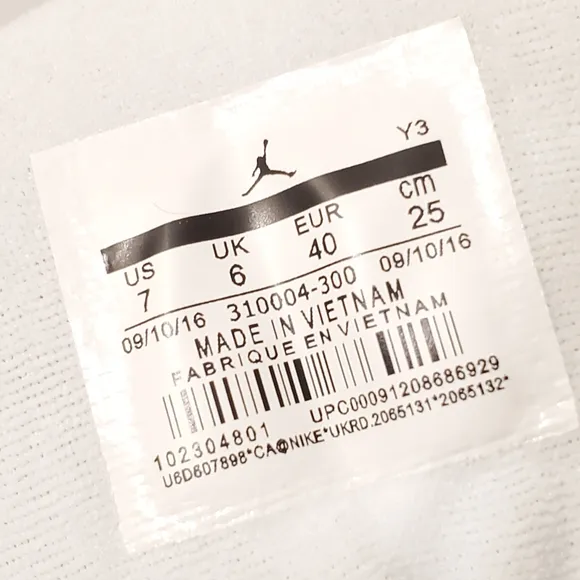 Y3
US UK EUR cm
7 6 40 25
09/10/16 310004-300 09/10/16
MADE IN VIETNAM
FABRIQUE EN VIETNAM
102304801 UPC00091208686929
U6D607898*CA@NIKE*UKRD.2065131*2065132*